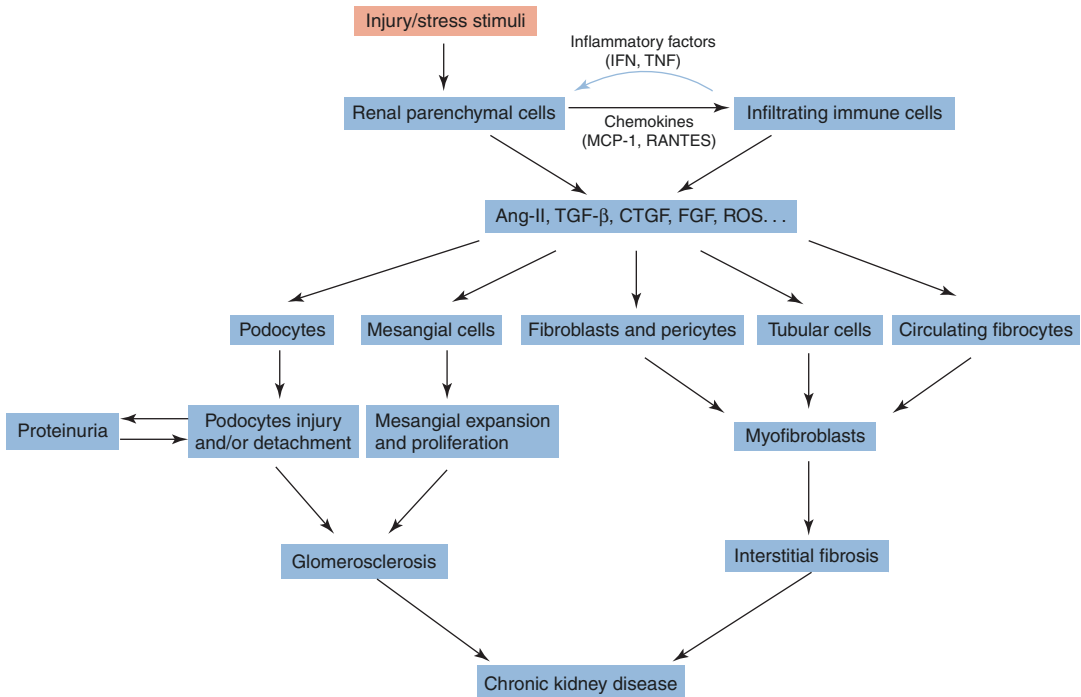 Injury/stress stimuli
Inflammatory factors
(IFN, TNF)
Renal parenchymal cells
Infiltrating immune cells
Chemokines
(MCP-1, RANTES)
Ang-II, TGF-β, CTGF, FGF, ROS. . .
Podocytes
Mesangial cells
Fibroblasts and pericytes
Tubular cells
Circulating fibrocytes
Proteinuria
Podocytes injury
and/or detachment
Mesangial expansion
and proliferation
Myofibroblasts
Glomerosclerosis
Interstitial fibrosis
Chronic kidney disease